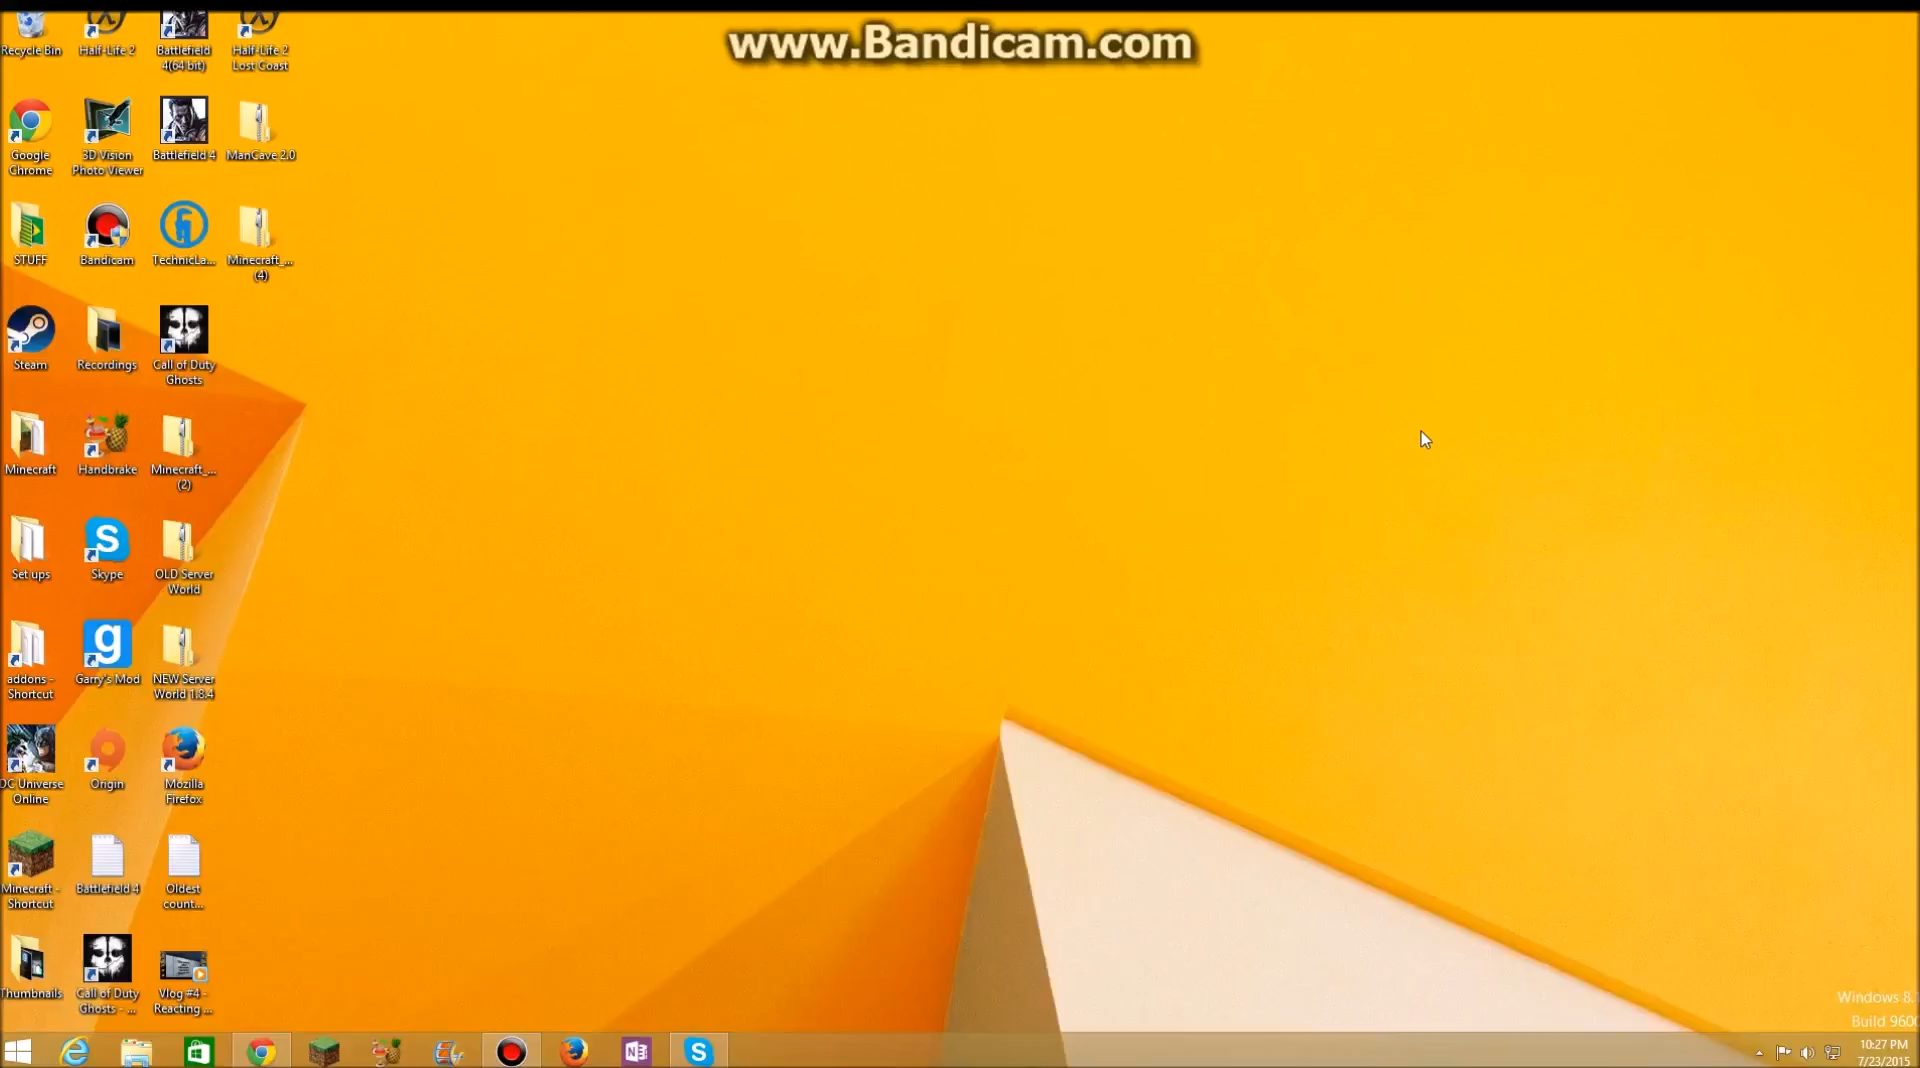 www.Bandicam.com
Recycle Bin
Half-Life 2
Battlefield
4(64 bit)
Half-Life 2
Lost Coast
Google
Chrome
3D Vision
Photo Viewer
Battlefield 4
ManCave 2.0
STUFF
Bandicam
TechnicLa...
Minecraft_...
(4)
Steam
Recordings
Call of Duty
Ghosts
Minecraft
Handbrake
Minecraft_...
(2)
Set ups
Skype
OLD Server
World
addons -
Shortcut
Garry's Mod
NEW Server
World 1.8.4
DC Universe
Online
Origin
Mozilla
Firefox
Minecraft -
Shortcut
Battlefield 4
Oldest
count...
Thumbnails
Call of Duty
Ghosts - ...
Vlog #4 -
Reacting ...
Windows 8.1
Build 9600
10:27 PM
7/23/2015